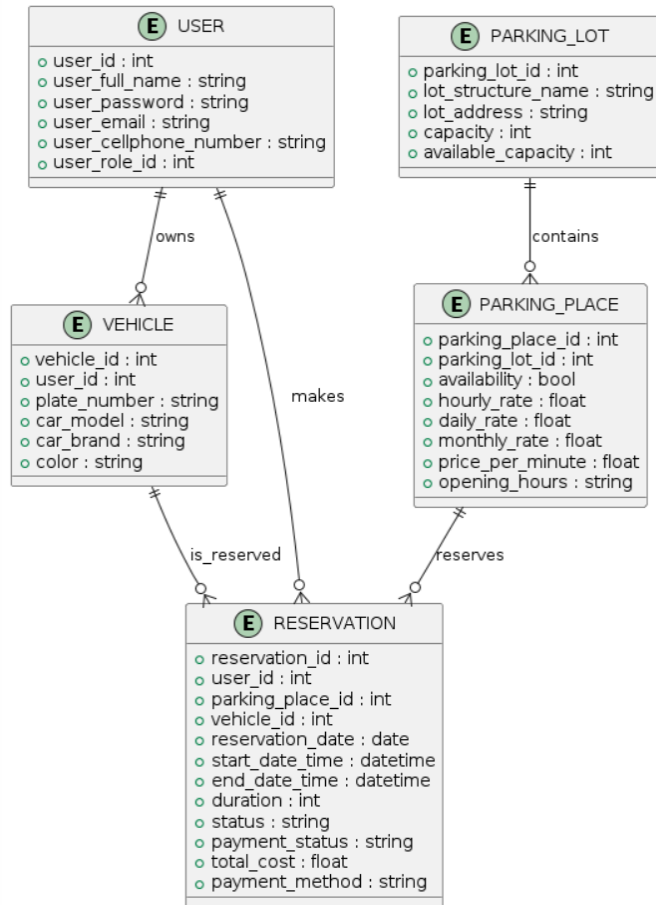 E USER
user_id : int
user_full_name : string
user_password : string
user_email : string
user_cellphone_number : string
user_role_id : int
E PARKING_LOT
parking_lot_id : int
lot_structure_name : string
lot_address : string
capacity : int
available_capacity : int
owns
contains
makes
E VEHICLE
vehicle_id : int
user_id : int
plate_number : string
car_model : string
car_brand : string
color : string
E PARKING_PLACE
parking_place_id : int
parking_lot_id : int
availability : bool
hourly_rate : float
daily_rate : float
monthly_rate : float
price_per_minute : float
opening_hours : string
is_reserved
reserves
E RESERVATION
reservation_id : int
user_id : int
parking_place_id : int
vehicle_id : int
reservation_date : date
start_date_time : datetime
end_date_time : datetime
duration : int
status : string
payment_status : string
total_cost : float
payment_method : string